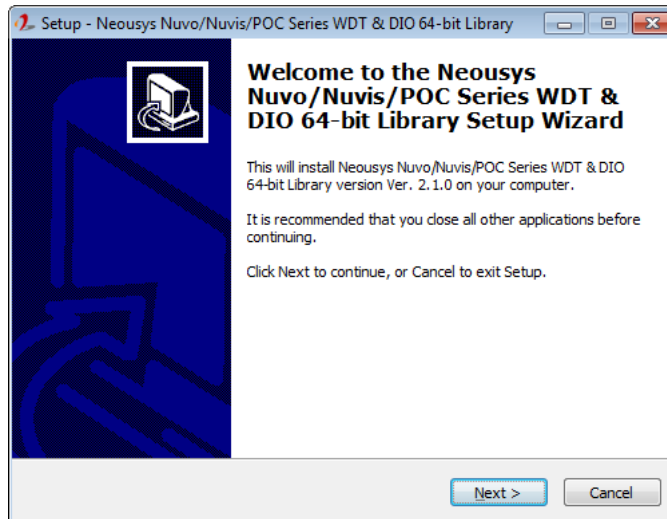 Setup - Neousys Nuvo/Nuvis/POC Series WDT & DIO 64-bit Library
Welcome to the Neousys
Nuvo/Nuvis/POC Series WDT &
DIO 64-bit Library Setup Wizard
This will install Neousys Nuvo/Nuvis/POC Series WDT & DIO
64-bit Library version Ver. 2.1.0 on your computer.
It is recommended that you close all other applications before
continuing.
Click Next to continue, or Cancel to exit Setup.
Next >
Cancel